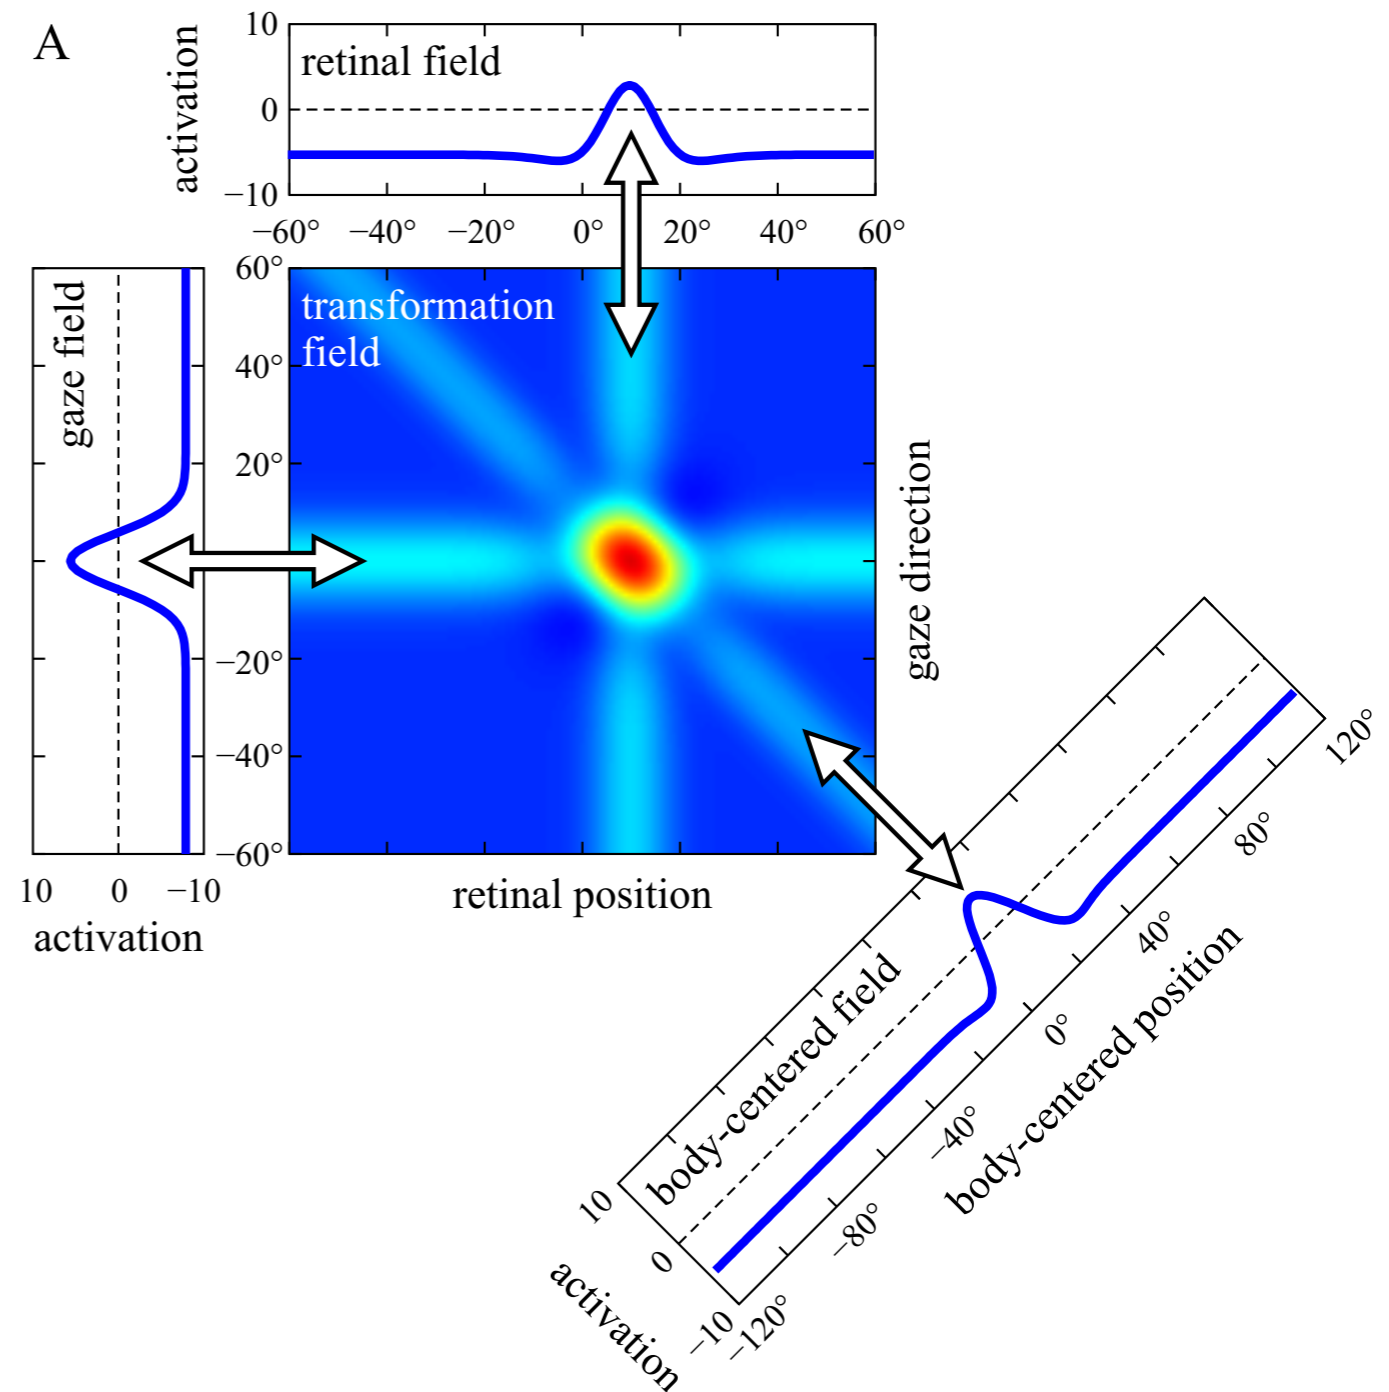 A
activation
10
0
−10
retinal field
−60° −40° −20° 0° 20° 40° 60°
gaze field
10 0 −10
activation
60°
40°
20°
−20°
−40°
−60°
transformation
field
retinal position
gaze direction
body-centered field
10
0
−10
activation
−120°
−80°
−40°
0°
40°
80°
120°
body-centered position